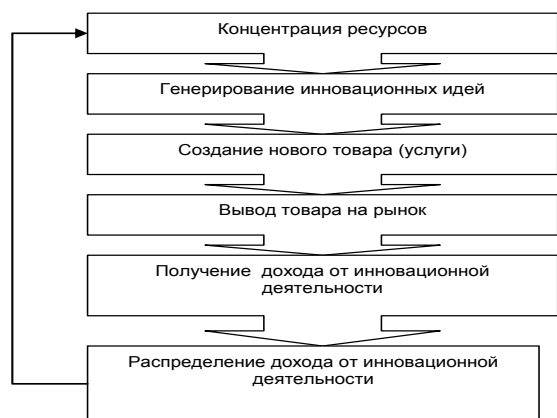 Концентрация ресурсов
Генерирование инновационных идей
Создание нового товара (услуги)
Вывод товара на рынок
Получение дохода от инновационной
деятельности
Распределение дохода от инновационной
деятельности